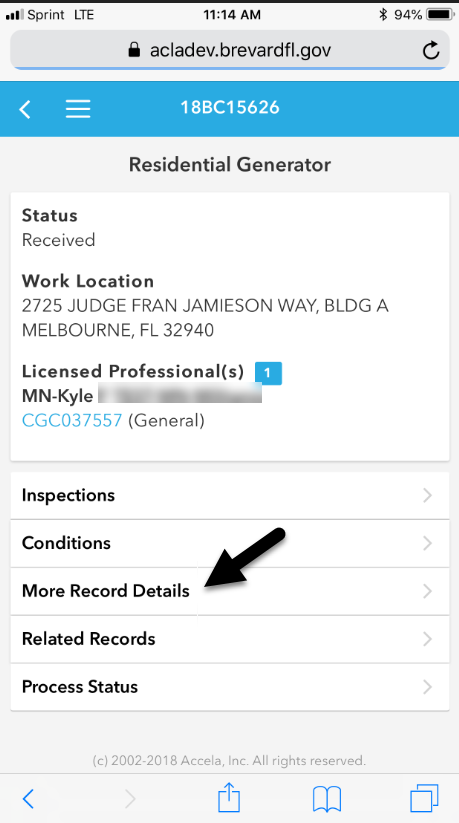 Sprint LTE 11:14 AM 94%
acladev.brevardfl.gov
18BC15626
Residential Generator
Status
Received
Work Location
2725 JUDGE FRAN JAMIESON WAY, BLDG A
MELBOURNE, FL 32940
Licensed Professional(s) 1
MN-Kyle
CGC037557 (General)
Inspections
Conditions
More Record Details
Related Records
Process Status
(c) 2002-2018 Accela, Inc. All rights reserved.